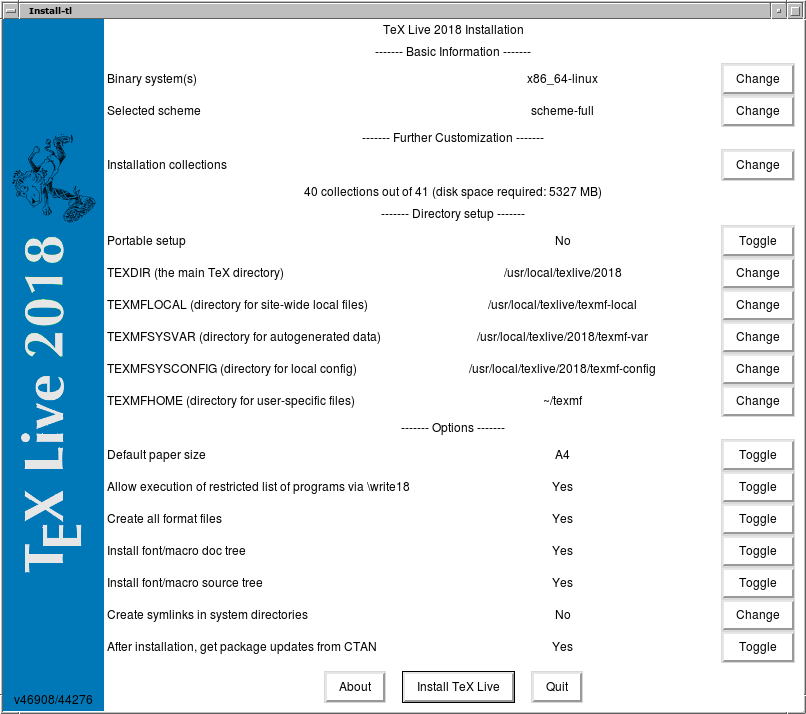 Install-tl
TeX Live 2018 Installation
------- Basic Information -------
Binary system(s) x86_64-linux Change
Selected scheme scheme-full Change
------- Further Customization -------
Installation collections Change
40 collections out of 41 (disk space required: 5327 MB)
------- Directory setup -------
Portable setup No Toggle
TEXDIR (the main TeX directory) /usr/local/texlive/2018 Change
TEXMFLOCAL (directory for site-wide local files) /usr/local/texlive/texmf-local Change
TEXMFSYSVAR (directory for autogenerated data) /usr/local/texlive/2018/texmf-var Change
TEXMFSYSCONFIG (directory for local config) /usr/local/texlive/2018/texmf-config Change
TEXMFHOME (directory for user-specific files) ~/texmf Change
------- Options -------
Default paper size A4 Toggle
Allow execution of restricted list of programs via \write18 Yes Toggle
Create all format files Yes Toggle
Install font/macro doc tree Yes Toggle
Install font/macro source tree Yes Toggle
Create symlinks in system directories No Change
After installation, get package updates from CTAN Yes Toggle
About Install TeX Live Quit
TEX Live 2018
v46908/44276